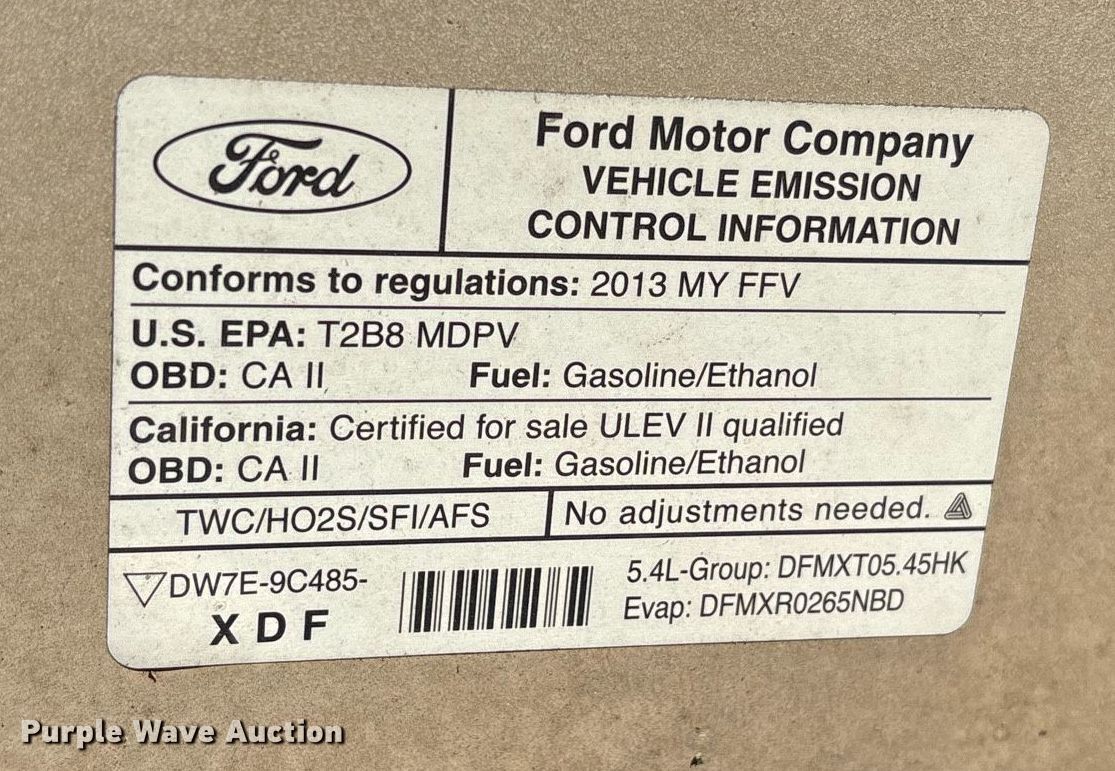 Ford
Ford Motor Company
VEHICLE EMISSION
CONTROL INFORMATION
Conforms to regulations: 2013 MY FFV
U.S. EPA: T2B8 MDPV
OBD: CA II Fuel: Gasoline/Ethanol
California: Certified for sale ULEV II qualified
OBD: CA II Fuel: Gasoline/Ethanol
TWC/HO2S/SFI/AFS
No adjustments needed.
DW7E-9C485-
X D F
5.4L-Group: DFMXT05.45HK
Evap: DFMXR0265NBD
Purple Wave Auction